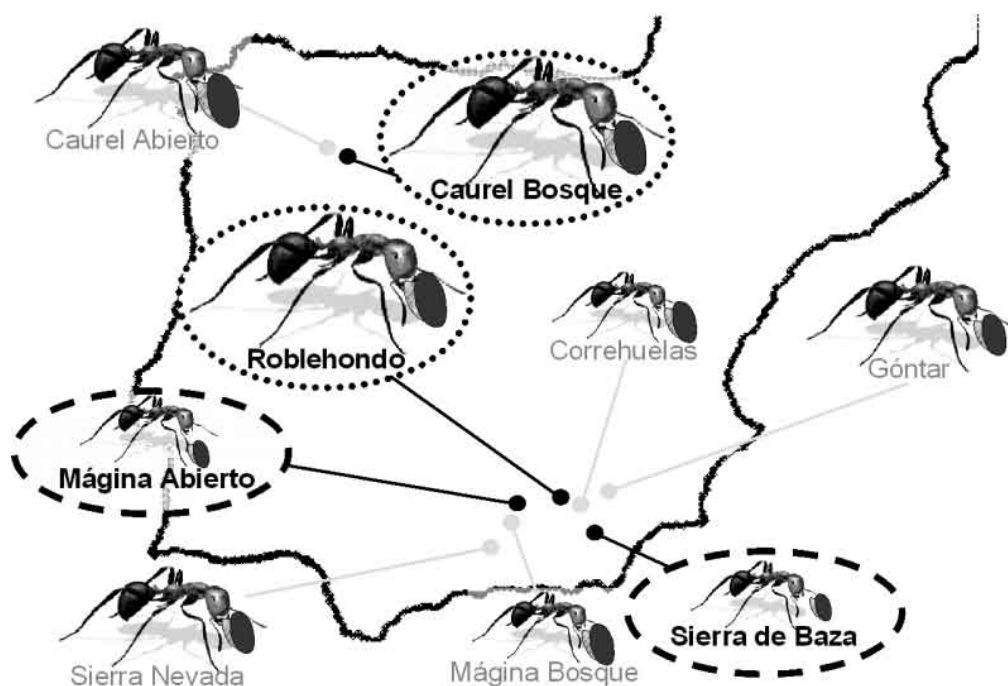 Caurel Abierto
Caurel Bosque
Roblehondo
Correhuelas
Góntar
Mágina Abierto
Sierra de Baza
Mágina Bosque
Sierra Nevada